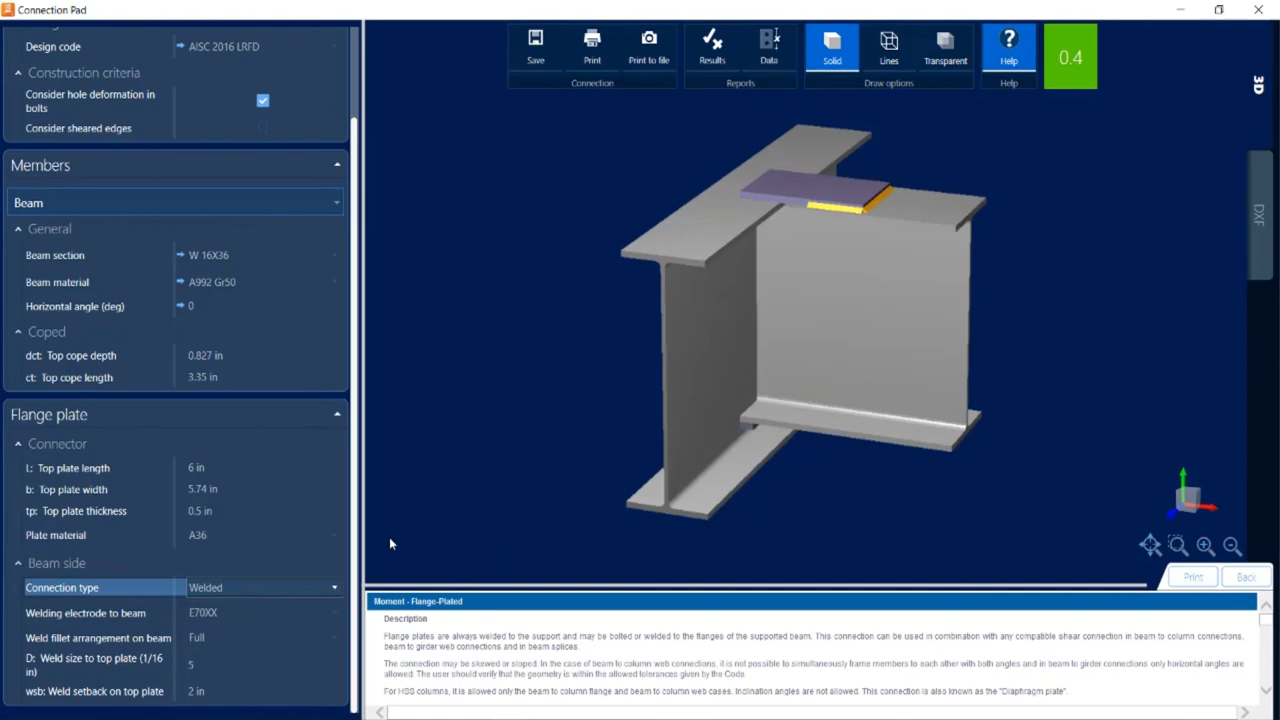 Connection Pad
Design code
AISC 2016 LRFD
Construction criteria
Consider hole deformation in
bolts
Consider sheared edges
Members
Beam
General
Beam section
W 16X36
Beam material
A992 Gr50
Horizontal angle (deg)
0
Coped
dct: Top cope depth
0.827 in
ct: Top cope length
3.35 in
Flange plate
Connector
L: Top plate length
6 in
b: Top plate width
5.74 in
tp: Top plate thickness
0.5 in
Plate material
A36
Beam side
Connection type
Welded
Welding electrode to beam
E70XX
Weld fillet arrangement on beam
Full
D: Weld size to top plate (1/16
in)
5
wsb: Weld setback on top plate
2 in
Save
Print
Print to file
Connection
Results
Data
Reports
Solid
Lines
Transparent
Draw options
Help
Help
0.4
3D
DXF
Print
Back
Moment - Flange-Plated
Description
Flange plates are always welded to the support and may be bolted or welded to the flanges of the supported beam. This connection can be used in combination with any compatible shear connection in beam to column connections,
beam to girder web connections and in beam splices.
The connection may be skewed or sloped. In the case of beam to column web connections, it is not possible to simultaneously frame members to each other with both angles and in beam to girder connections only horizontal angles are
allowed. The user should verify that the geometry is within the allowed tolerances given by the Code
For HSS columns, it is allowed only the beam to column flange and beam to column web cases. Inclination angles are not allowed. This connection is also known as the "Diaphragm plate".